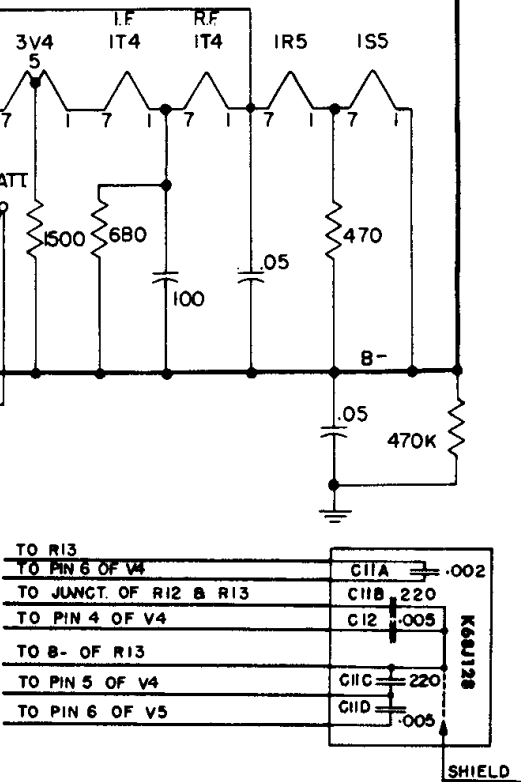 I.F R.F
3V4 1T4 1T4 1R5 1S5
5
7 1 7 1 7 1 7 1 7 1
ATT.
1500 680 .05 470
100
B-
.05
470K
TO R13
TO PIN 6 OF V4 C11A .002
TO JUNCT. OF R12 & R13 C11B 220
TO PIN 4 OF V4 C12 .005
TO B- OF R13
TO PIN 5 OF V4 C11C 220
TO PIN 6 OF V5 C11D .005
K68J128
SHIELD